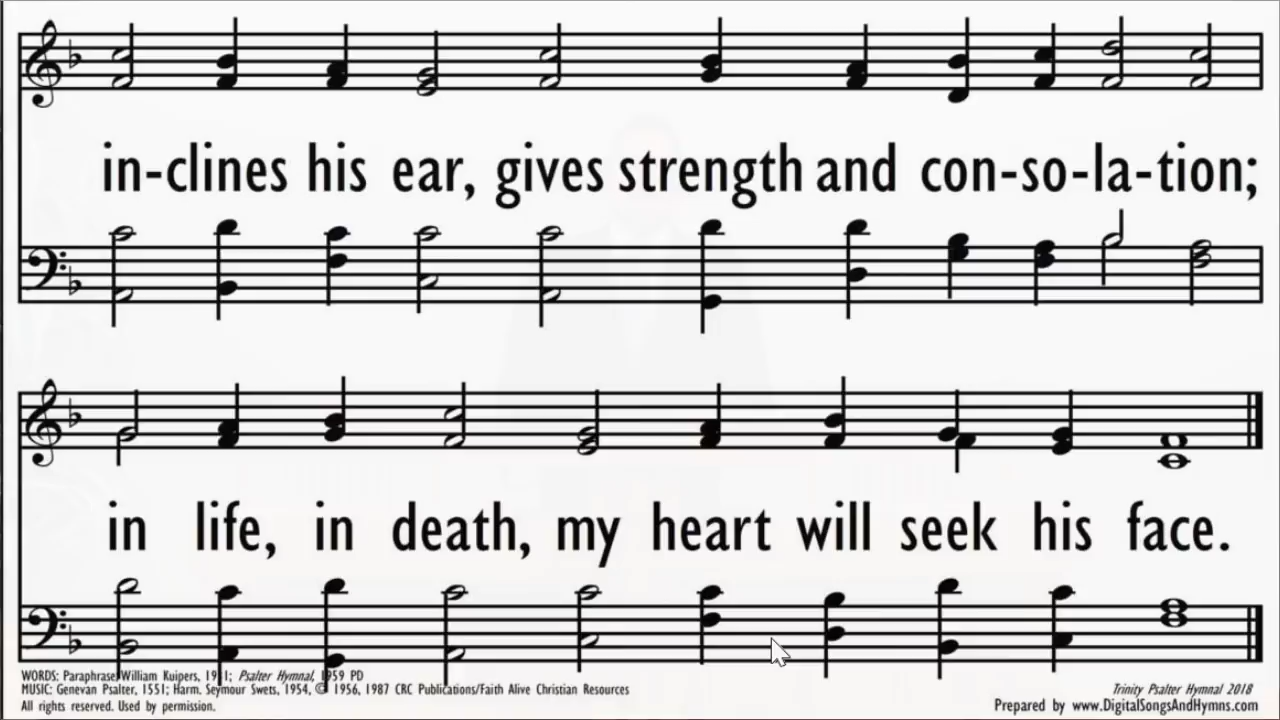 in-clines his ear, gives strength and con-so-la-tion;
in life, in death, my heart will seek his face.
WORDS: Paraphrase William Kuipers, 1931; Psalter Hymnal, 1959 PD
MUSIC: Genevan Psalter, 1551; Harm. Seymour Swets, 1954, © 1956, 1987 CRC Publications/Faith Alive Christian Resources
All rights reserved. Used by permission.
Trinity Psalter Hymnal 2018
Prepared by www.DigitalSongsAndHymns.com